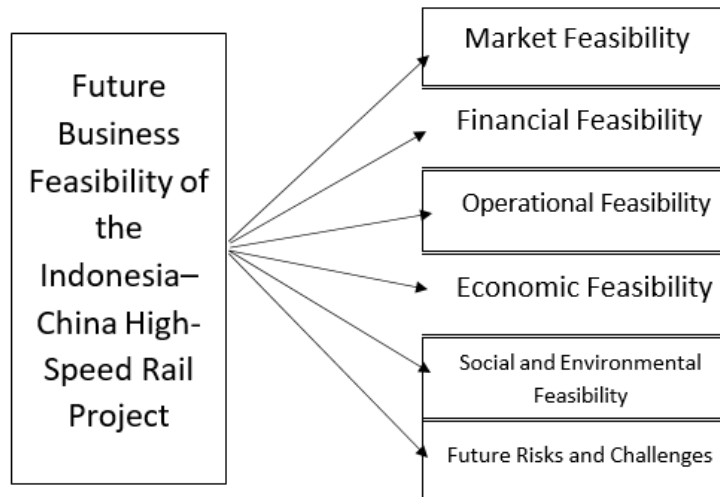 Future
Business
Feasibility of
the
Indonesia–
China High-
Speed Rail
Project
Market Feasibility
Financial Feasibility
Operational Feasibility
Economic Feasibility
Social and Environmental
Feasibility
Future Risks and Challenges